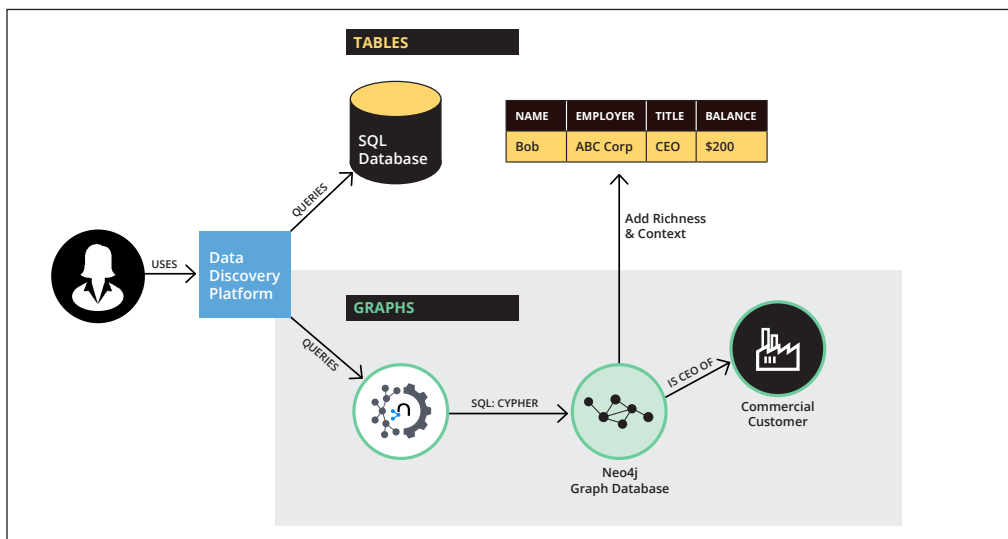 TABLES
SQL
Database
NAME EMPLOYER TITLE BALANCE
Bob ABC Corp CEO $200
QUERIES
Add Richness
& Context
USES
Data
Discovery
Platform
GRAPHS
QUERIES
IS CEO OF
n
SQL: CYPHER
Commercial
Customer
Neo4j
Graph Database